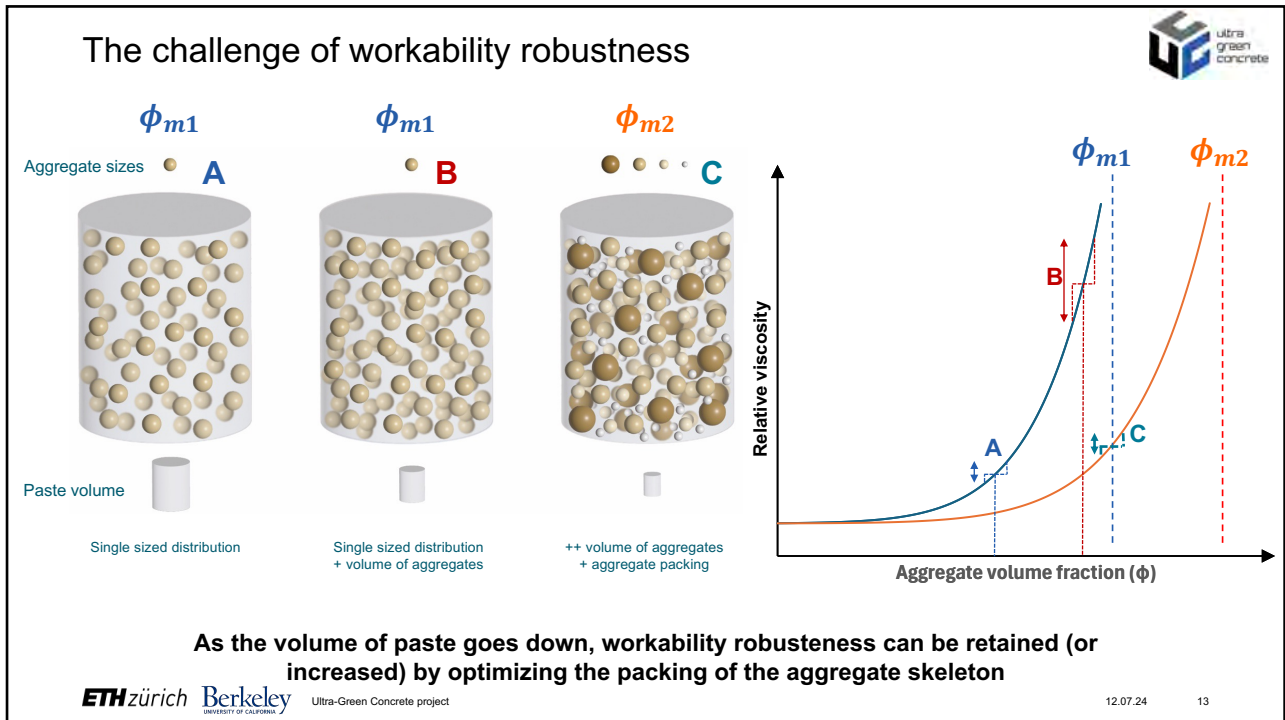 The challenge of workability robustness
ultra
green
concrete
ϕm1
ϕm1
ϕm2
Aggregate sizes
A
B
C
Paste volume
Single sized distribution
Single sized distribution
+ volume of aggregates
++ volume of aggregates
+ aggregate packing
ϕm1
ϕm2
Relative viscosity
B
A
C
Aggregate volume fraction (ϕ)
As the volume of paste goes down, workability robusteness can be retained (or
increased) by optimizing the packing of the aggregate skeleton
ETH zürich
Berkeley
UNIVERSITY OF CALIFORNIA
Ultra-Green Concrete project
12.07.24
13